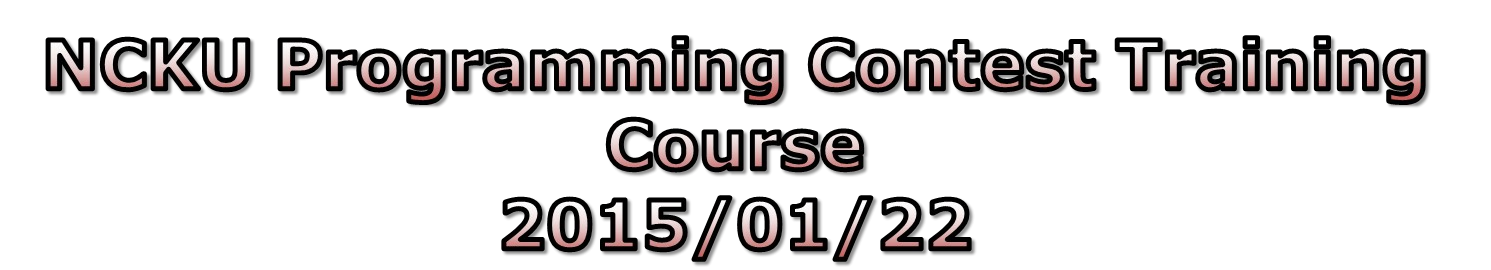 NCKU Programming Contest Training
Course
2015/01/22